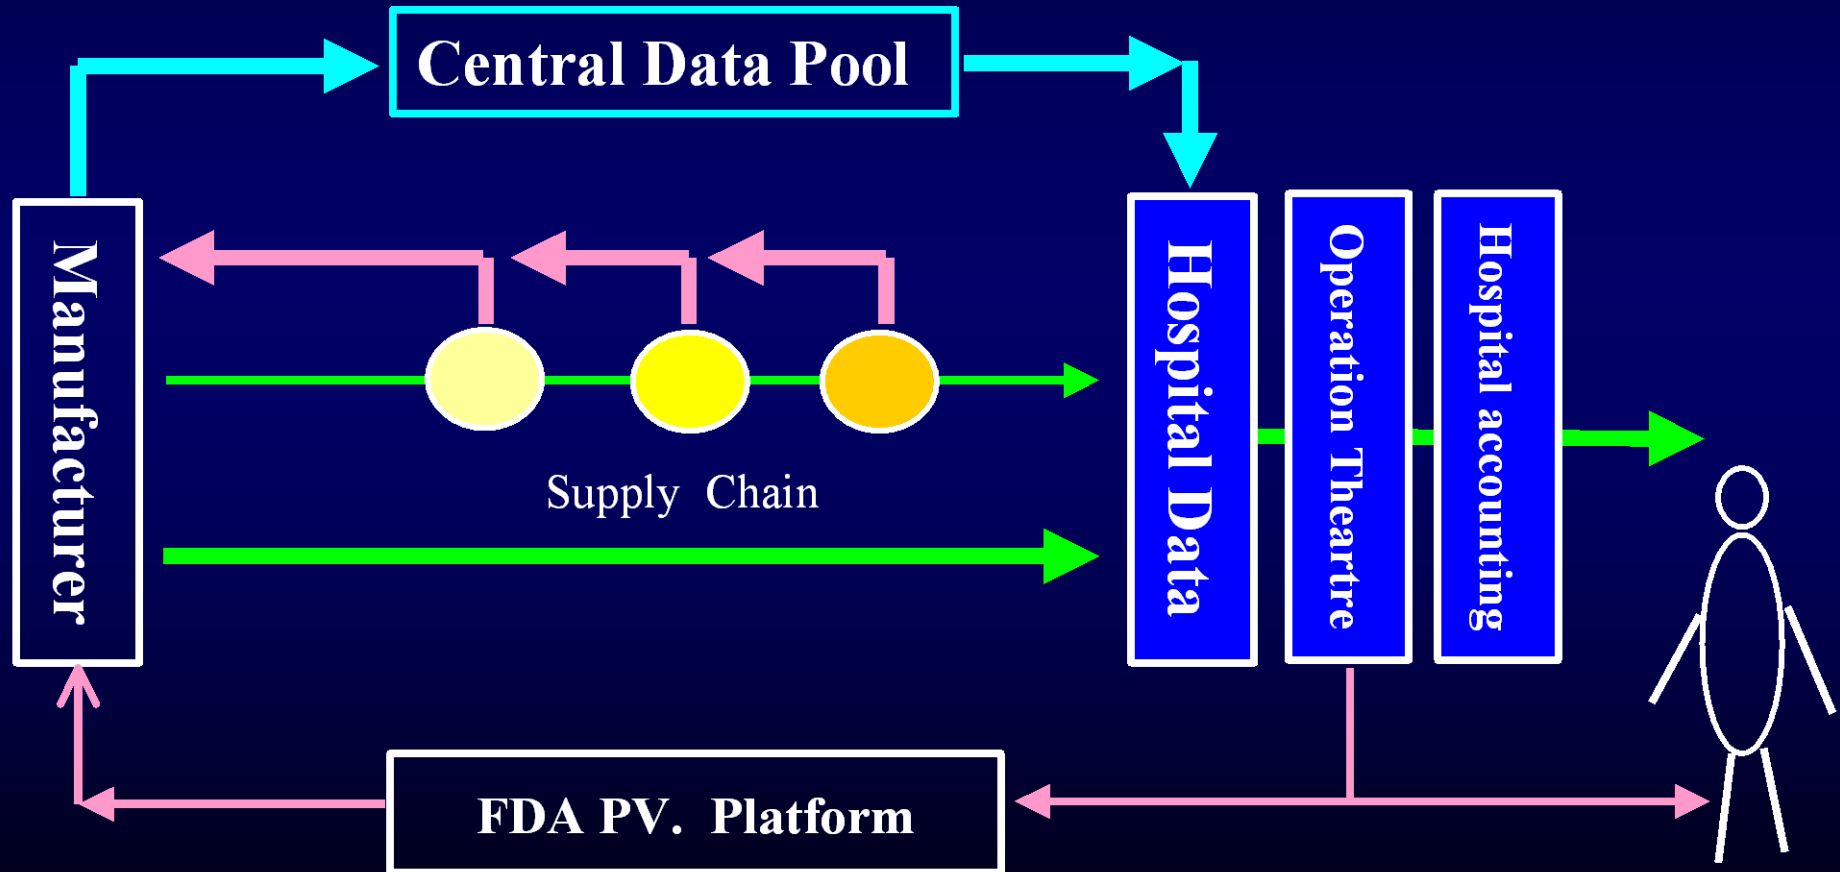 Central Data Pool
Manufacturer
Supply Chain
Hospital Data
Operation Theartre
Hospital accounting
FDA PV. Platform